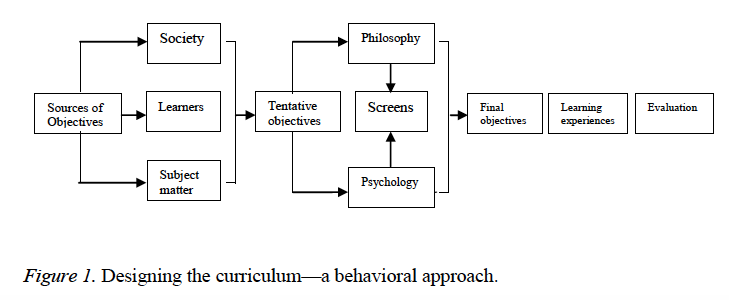 Society
Philosophy
Sources of
Objectives
Learners
Tentative
objectives
Screens
Final
objectives
Learning
experiences
Evaluation
Subject
matter
Psychology
Figure 1. Designing the curriculum—a behavioral approach.